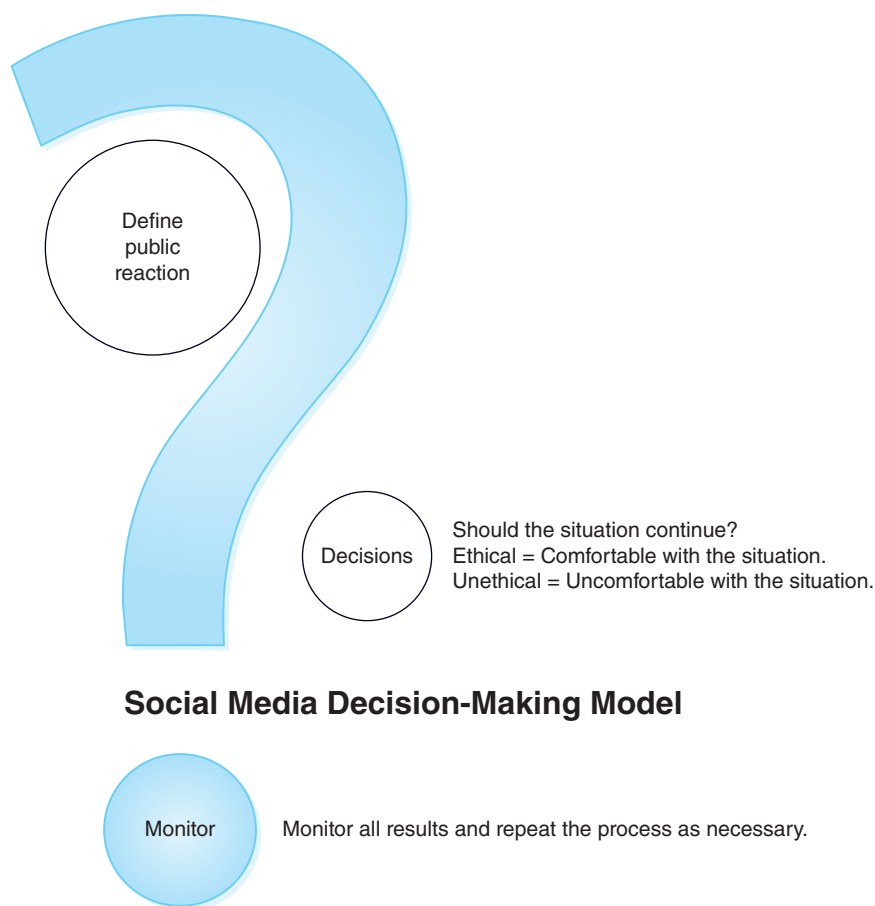 Define
public
reaction
Decisions
Should the situation continue?
Ethical = Comfortable with the situation.
Unethical = Uncomfortable with the situation.
Social Media Decision-Making Model
Monitor
Monitor all results and repeat the process as necessary.